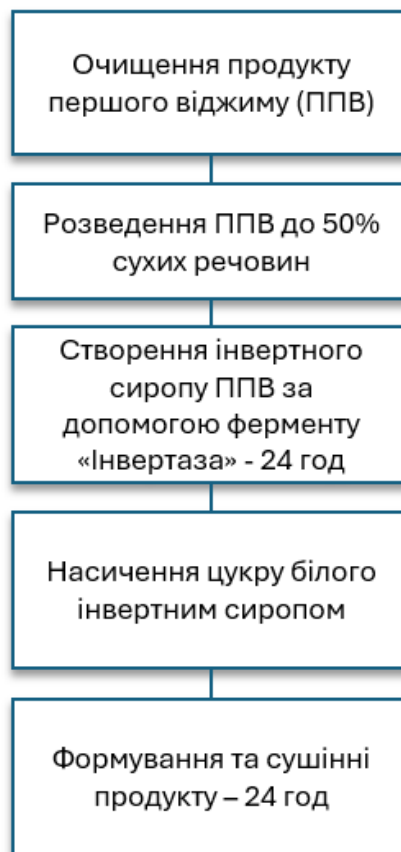 Очищення продукту
першого віджиму (ППВ)
Розведення ППВ до 50%
сухих речовин
Створення інвертного
сиропу ППВ за
допомогою ферменту
«Інвертаза» - 24 год
Насичення цукру білого
інвертним сиропом
Формування та сушінні
продукту – 24 год